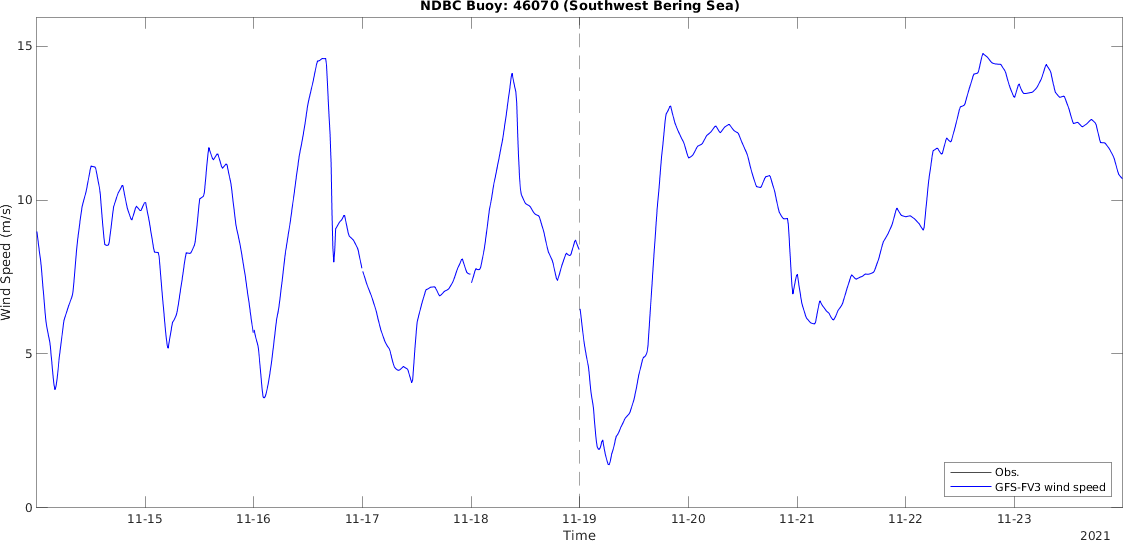 NDBC Buoy: 46070 (Southwest Bering Sea)
15
10
5
0
Wind Speed (m/s)
Obs.
GFS-FV3 wind speed
11-15 11-16 11-17 11-18 11-19 11-20 11-21 11-22 11-23
Time
2021